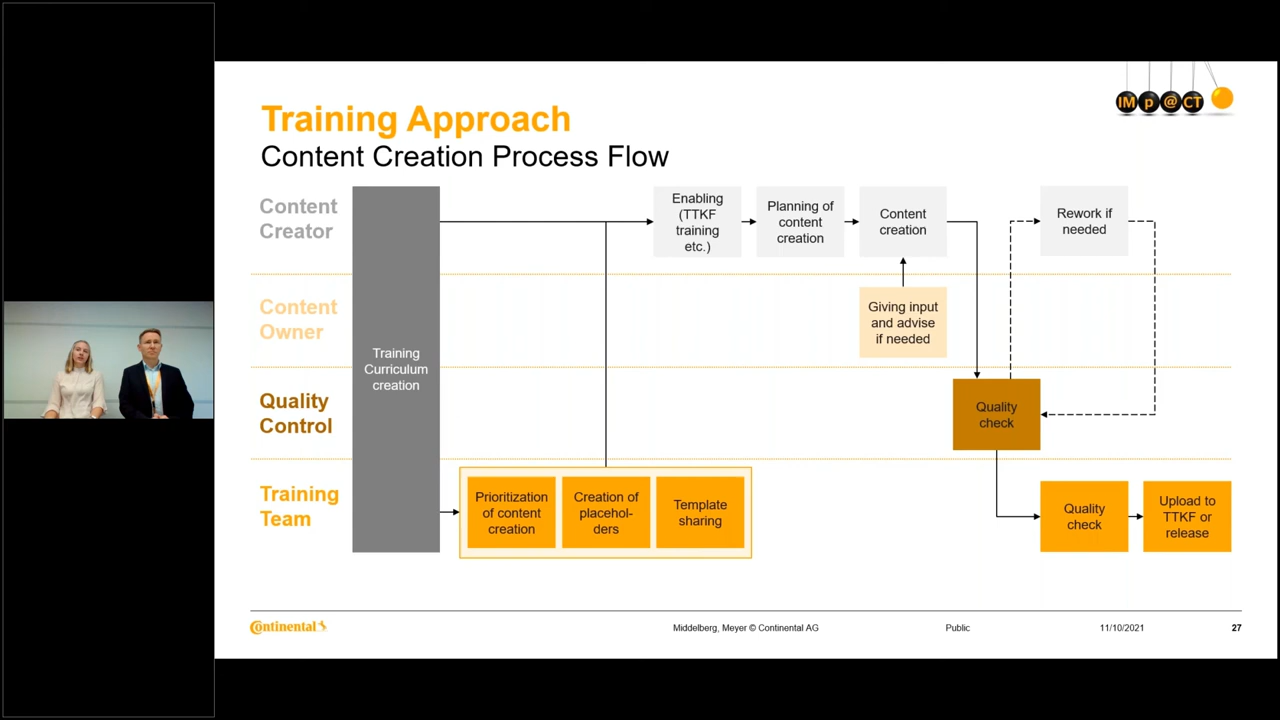 IM p @ CT
Training Approach
Content Creation Process Flow
Content
Creator
Enabling
(TTKF
training
etc.)
Planning of
content
creation
Content
creation
Rework if
needed
Content
Owner
Giving input
and advise
if needed
Training
Curriculum
creation
Quality
Control
Quality
check
Training
Team
Prioritization
of content
creation
Creation of
placehol-
ders
Template
sharing
Quality
check
Upload to
TTKF or
release
Continental
Middelberg, Meyer © Continental AG
Public
11/10/2021
27